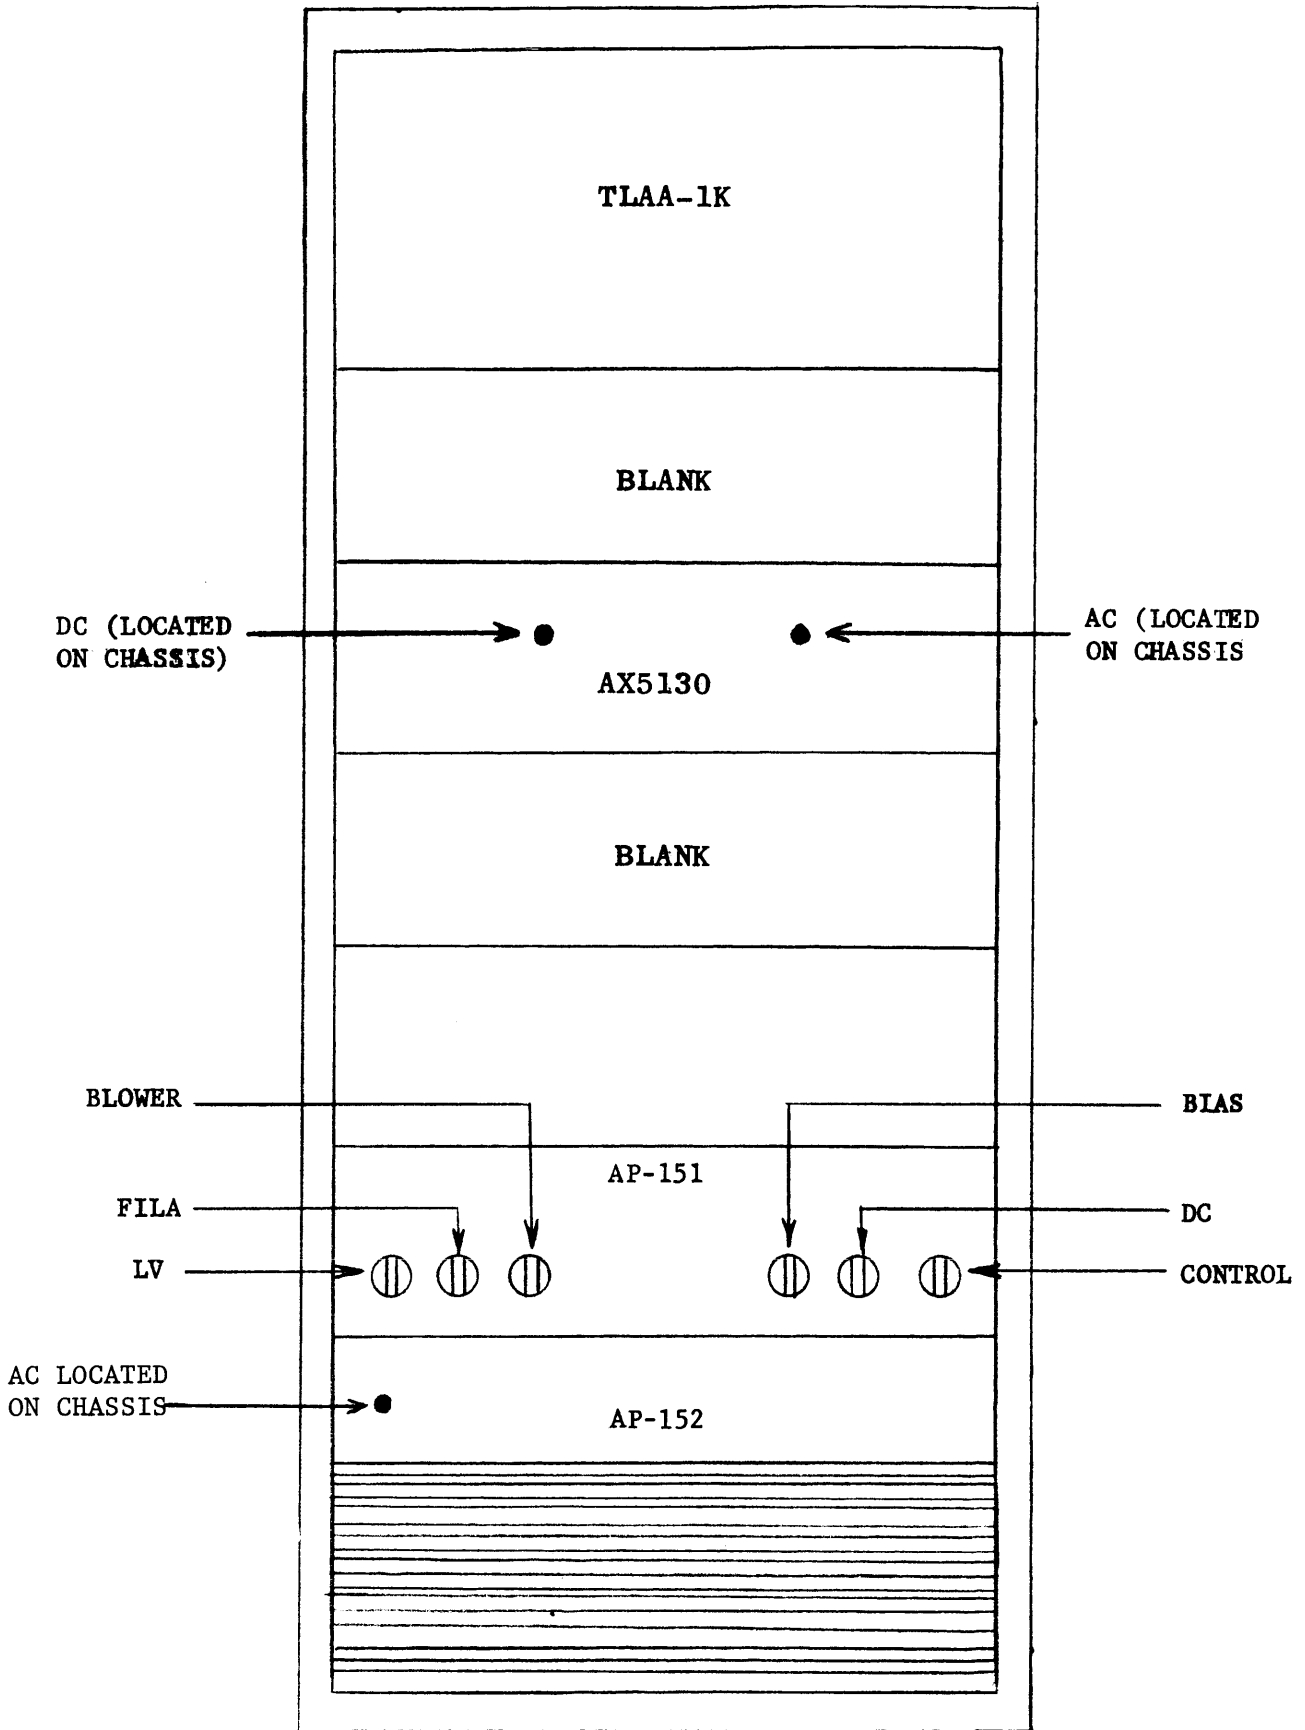 TLAA-1K
BLANK
DC (LOCATED
ON CHASSIS)
AC (LOCATED
ON CHASSIS
AX5130
BLANK
BLOWER
BIAS
AP-151
FILA
DC
LV
CONTROL
AC LOCATED
ON CHASSIS
AP-152